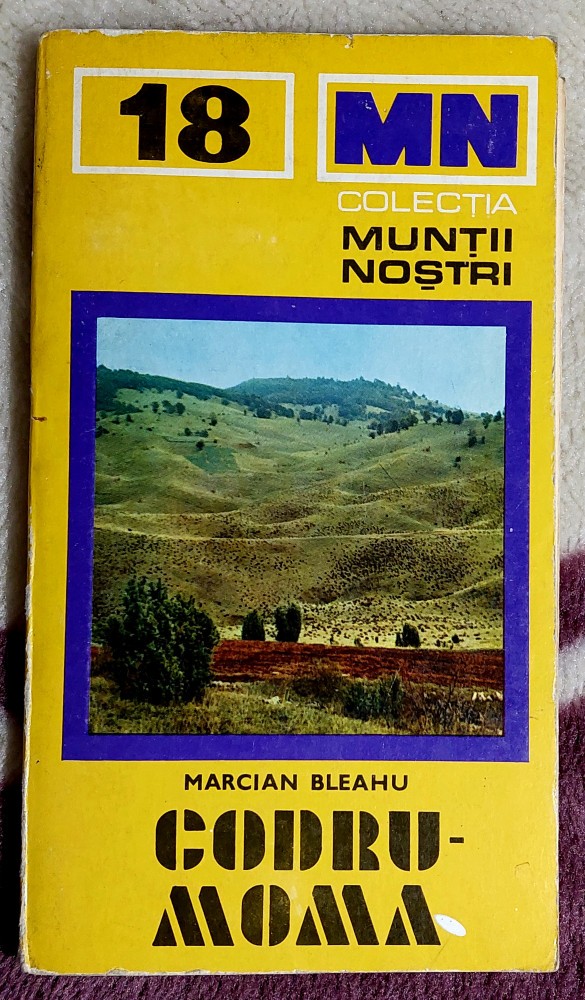 18
MN
COLECȚIA
MUNȚII
NOȘTRI
MARCIAN BLEAHU
CODRU-
MOMA